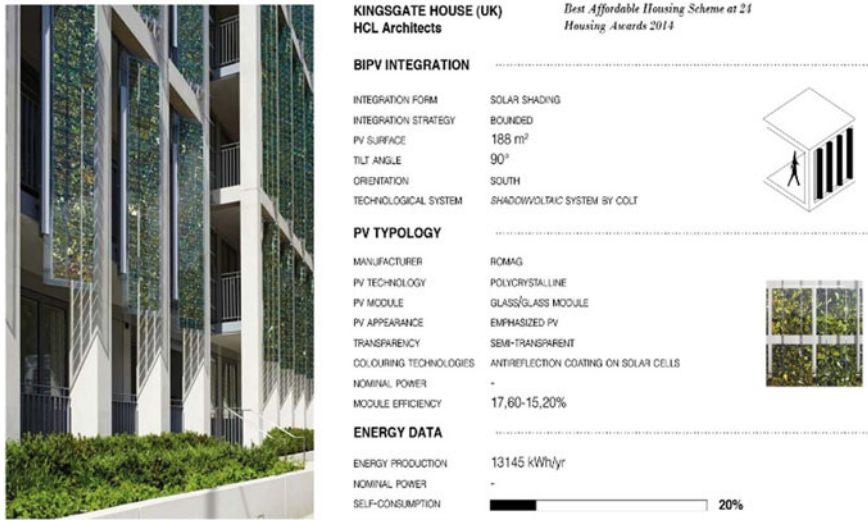 KINGSGATE HOUSE (UK)
HCL Architects
Best Affordable Housing Scheme at 24
Housing Awards 2014
BIPV INTEGRATION
INTEGRATION FORM SOLAR SHADING
INTEGRATION STRATEGY BOUNDED
PV SURFACE 188 m²
TILT ANGLE 90°
ORIENTATION SOUTH
TECHNOLOGICAL SYSTEM SHADOWVOLTAIC SYSTEM BY COLT
PV TYPOLOGY
MANUFACTURER ROMAG
PV TECHNOLOGY POLYCRYSTALLINE
PV MODULE GLASS/GLASS MODULE
PV APPEARANCE EMPHASIZED PV
TRANSPARENCY SEMI-TRANSPARENT
COLOURING TECHNOLOGIES ANTIREFLECTION COATING ON SOLAR CELLS
NOMINAL POWER -
MODULE EFFICIENCY 17,60-15,20%
ENERGY DATA
ENERGY PRODUCTION 13145 kWh/yr
NOMINAL POWER -
SELF-CONSUMPTION 20%